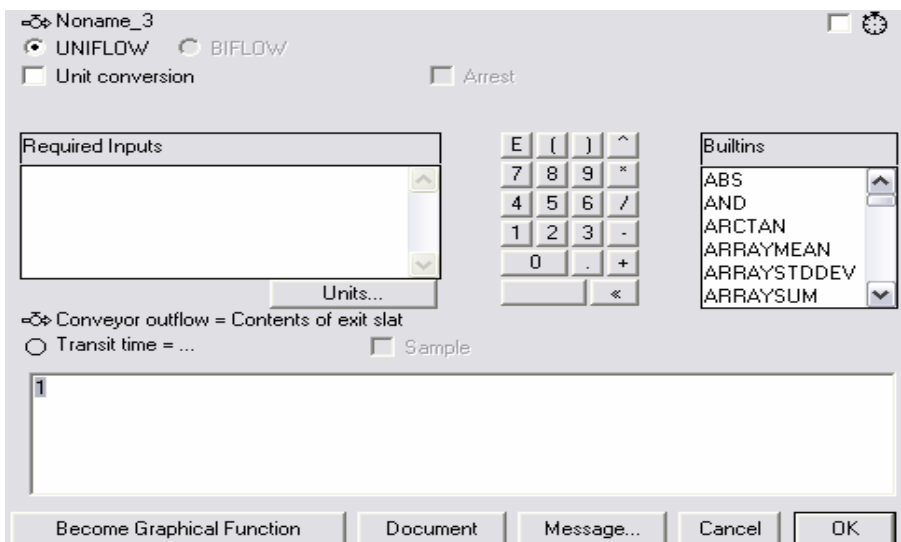 Noname_3
UNIFLOW BIFLOW
Unit conversion Arrest
Required Inputs
E ( ) ^
7 8 9 *
4 5 6 /
1 2 3 -
0 . +
«
Builtins
ABS
AND
ARCTAN
ARRAYMEAN
ARRAYSTDDEV
ARRAYSUM
Units...
Conveyor outflow = Contents of exit slat
Transit time = ... Sample
1
Become Graphical Function Document Message... Cancel OK